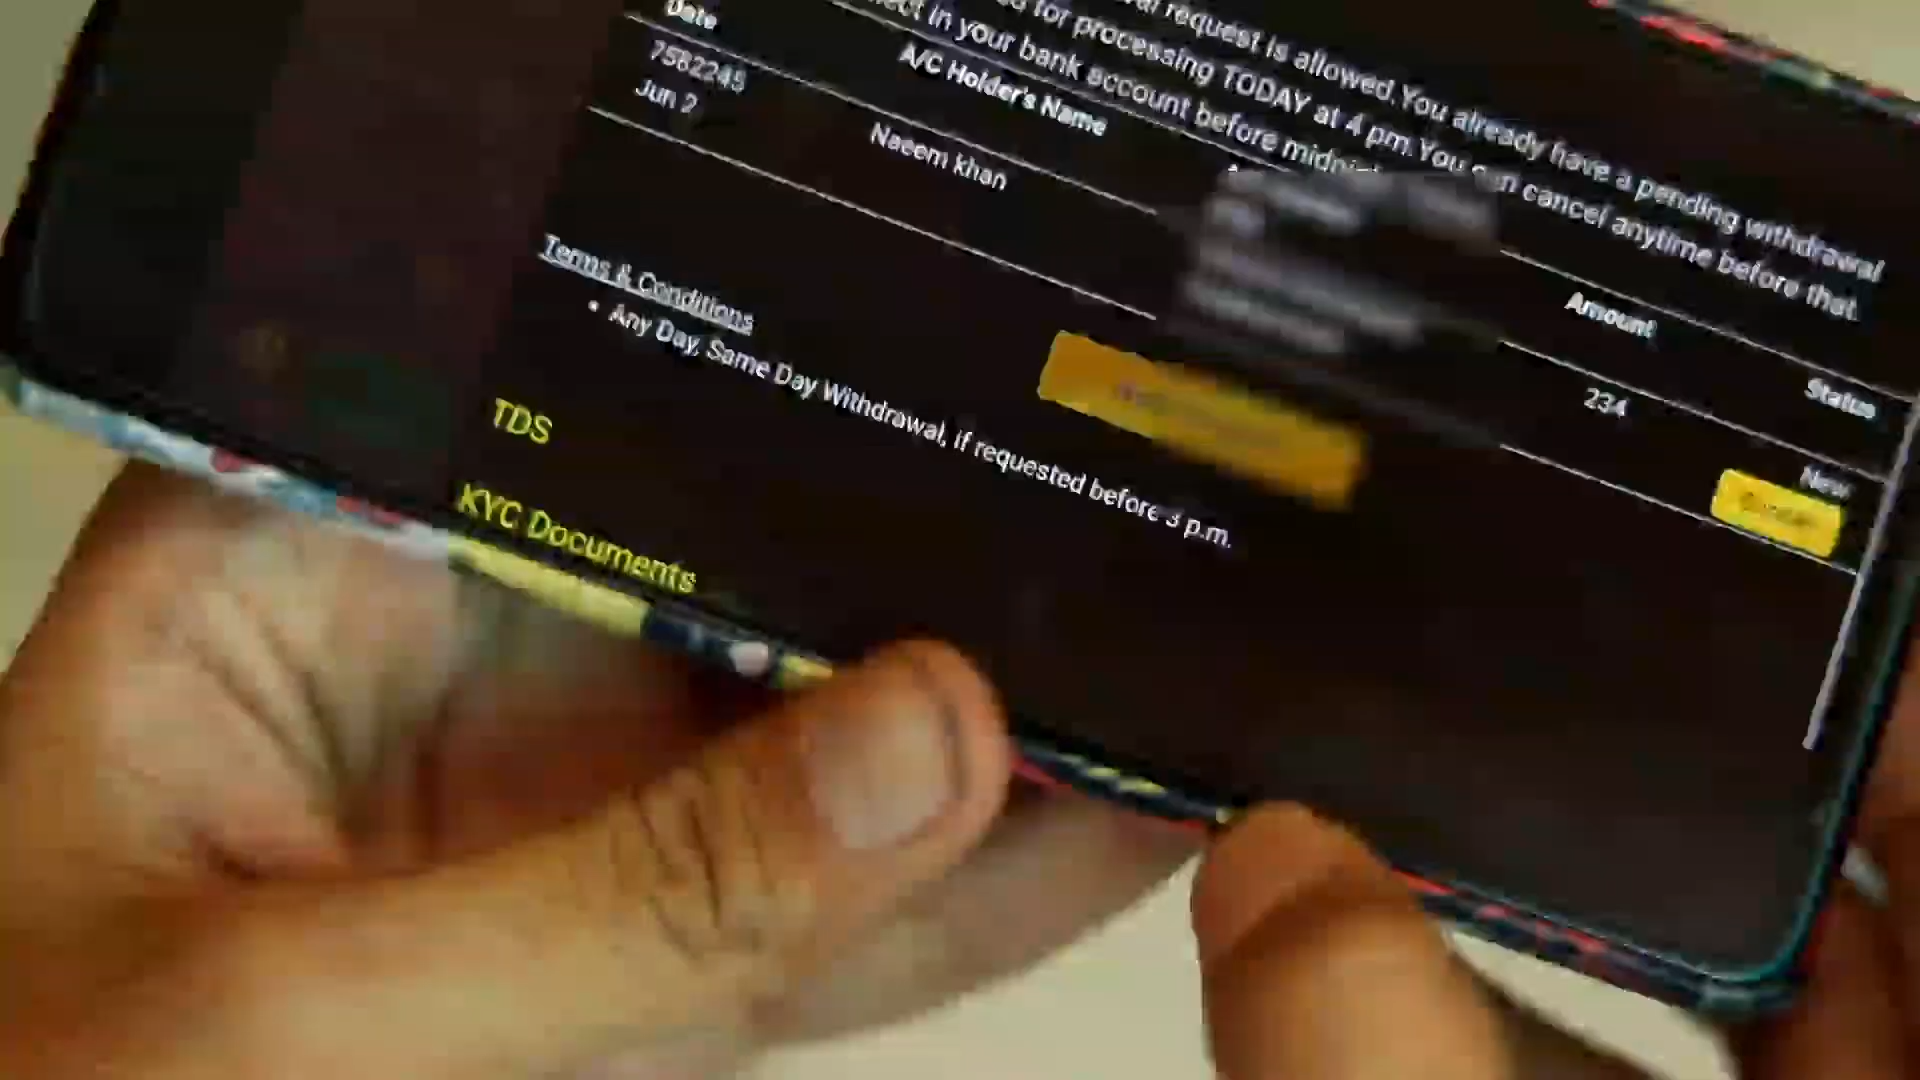 request is allowed. You already have a pending withdrawal
for processing TODAY at 4 pm. You can cancel anytime before that.
in your bank account before
Date
A/C Holder's Name
Amount
Status
7582245
Jun 2
Naeem khan
234
New
Terms & Conditions
• Any Day, Same Day Withdrawal, if requested before 3 p.m.
TDS
KYC Documents